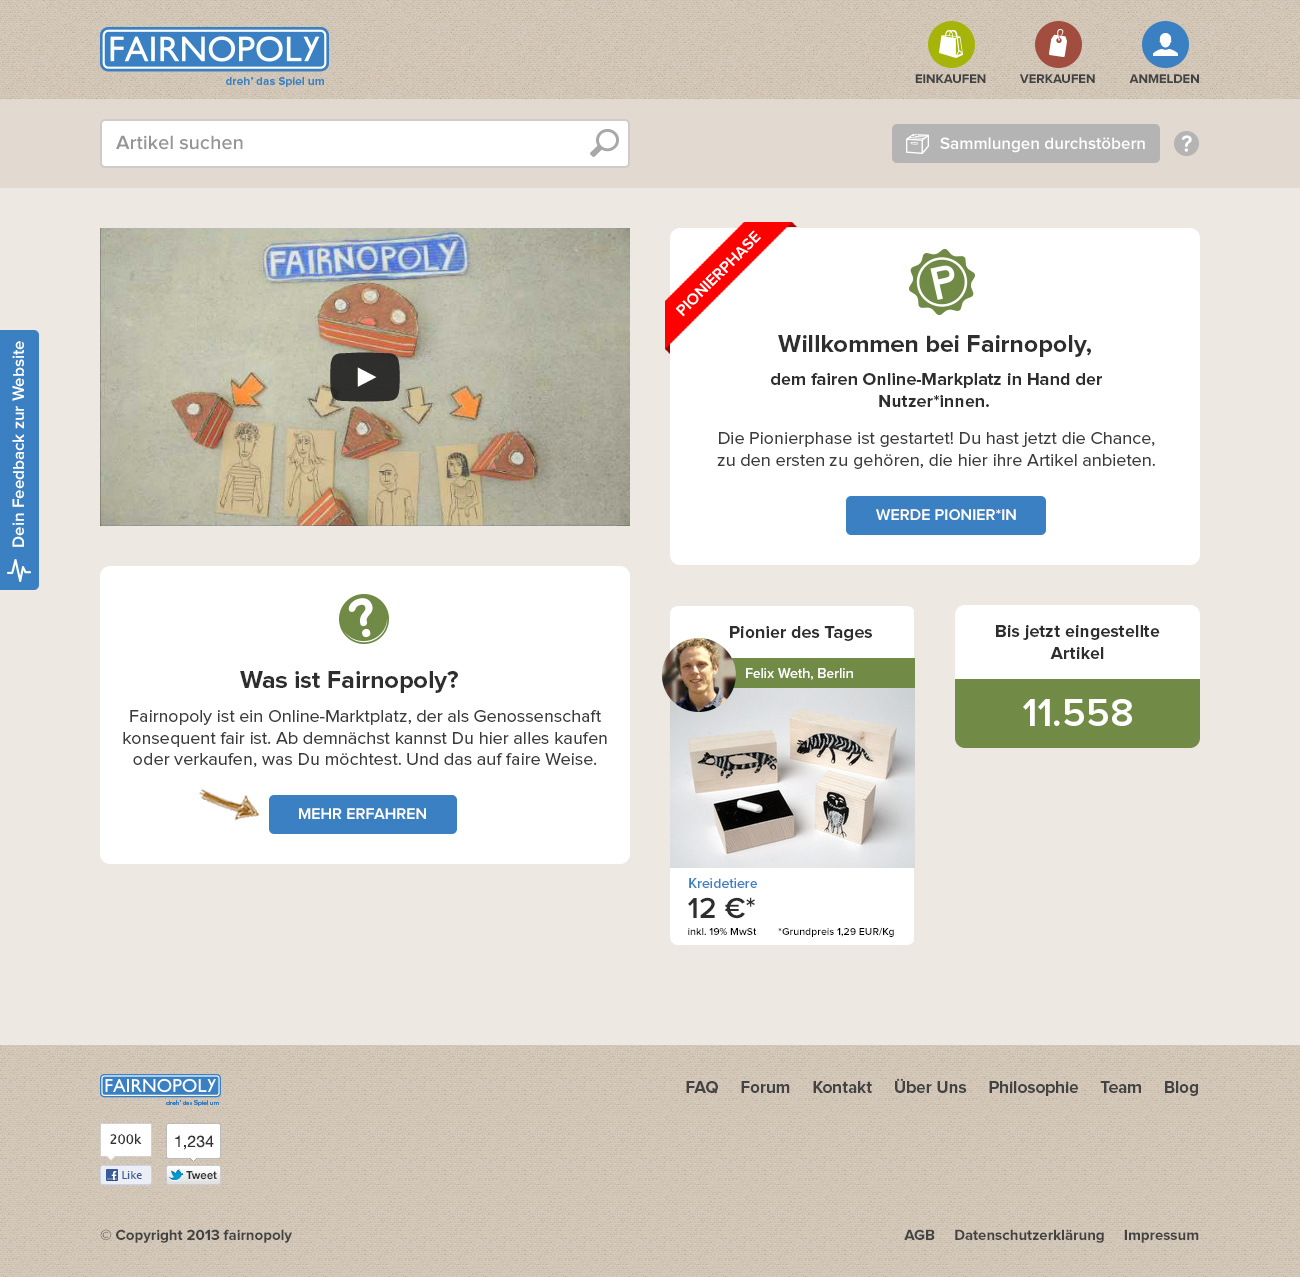 FAIRNOPOLY
dreh' das Spiel um
EINKAUFEN
VERKAUFEN
ANMELDEN
Artikel suchen
Sammlungen durchstöbern
?
FAIRNOPOLY
PIONIERPHASE
P
Willkommen bei Fairnopoly,
dem fairen Online-Markplatz in Hand der
Nutzer*innen.
Die Pionierphase ist gestartet! Du hast jetzt die Chance,
zu den ersten zu gehören, die hier ihre Artikel anbieten.
WERDE PIONIER*IN
Dein Feedback zur Website
?
Was ist Fairnopoly?
Fairnopoly ist ein Online-Marktplatz, der als Genossenschaft
konsequent fair ist. Ab demnächst kannst Du hier alles kaufen
oder verkaufen, was Du möchtest. Und das auf faire Weise.
MEHR ERFAHREN
Pionier des Tages
Felix Weth, Berlin
Kreidetiere
12 €*
inkl. 19% MwSt
*Grundpreis 1,29 EUR/Kg
Bis jetzt eingestellte
Artikel
11.558
FAIRNOPOLY
dreh' das Spiel um
200k
Like
1,234
Tweet
FAQ
Forum
Kontakt
Über Uns
Philosophie
Team
Blog
© Copyright 2013 fairnopoly
AGB
Datenschutzerklärung
Impressum